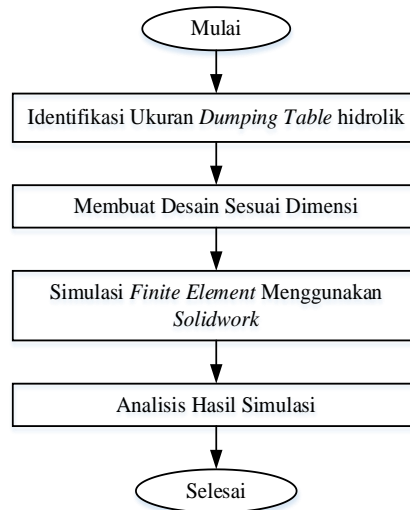 Mulai
Identifikasi Ukuran Dumping Table hidrolik
Membuat Desain Sesuai Dimensi
Simulasi Finite Element Menggunakan
Solidwork
Analisis Hasil Simulasi
Selesai